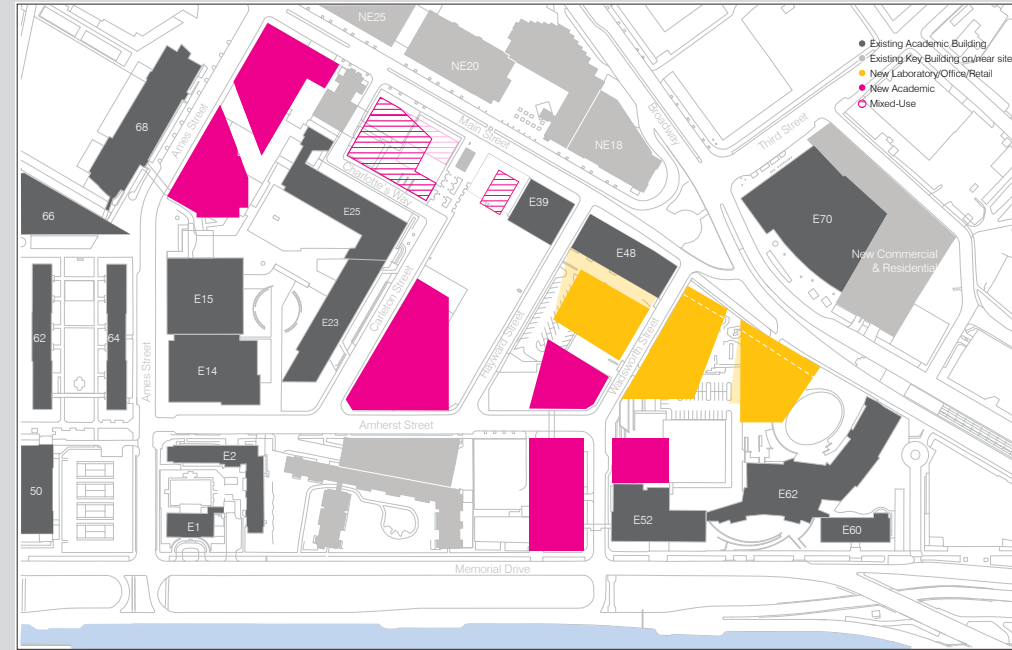 NE25
NE20
Existing Academic Building
Existing Key Building on/near site
New Laboratory/Office/Retail
New Academic
Mixed-Use
68
Ames Street
Main Street
Broadway
Third Street
NE18
Charlotte's Way
66
E25
E39
E70
E48
New Commercial
& Residential
E15
Carleton Street
E23
Hayward Street
Wadsworth Street
62
64
Ames Street
E14
Amherst Street
E2
50
E1
E52
E62
E60
Memorial Drive